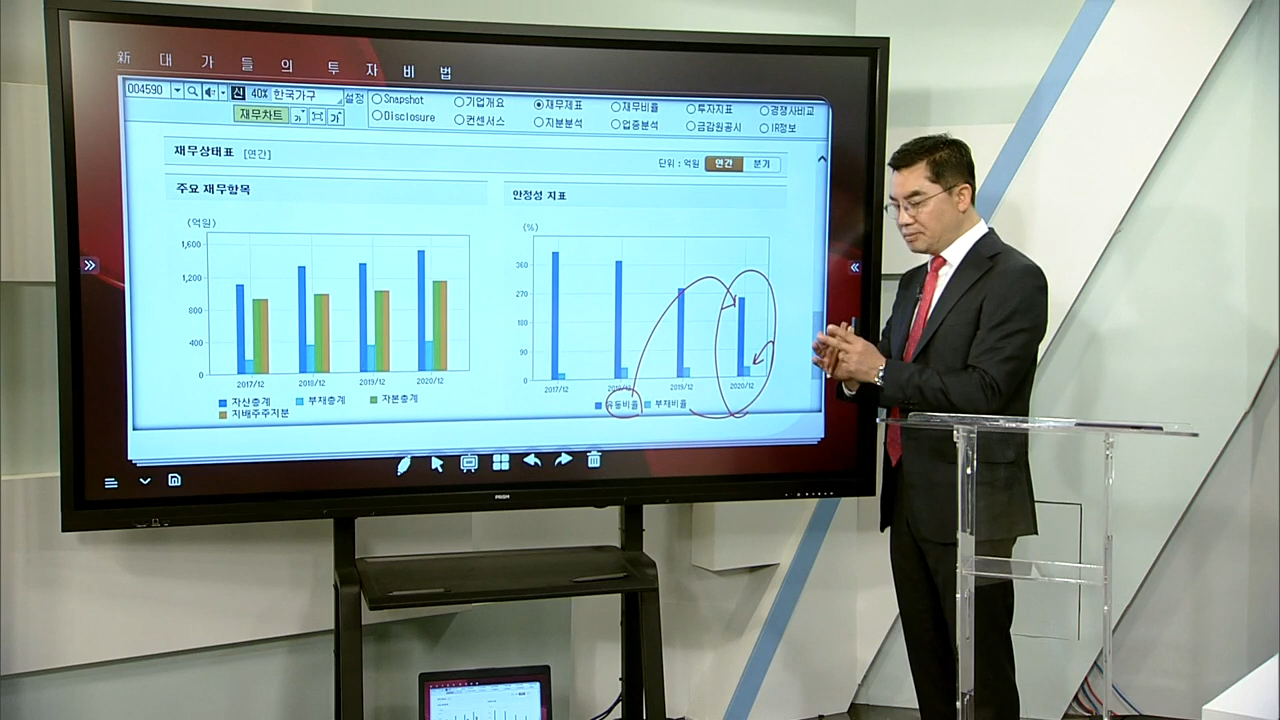 新 대 가 들 의 투 자 비 법
004590 신 40% 한국가구 설정 Snapshot 기업개요 재무제표 재무비율 투자지표 경쟁사비교
재무차트 가 가 Disclosure 컨센서스 지분분석 업종분석 금감원공시 IR정보
재무상태표 [연간] 단위 : 억원 연간 분기
주요 재무항목 안정성 지표
(억원) (%)
1,600
1,200 360
270
800 180
400 90
0 0
2017/12 2018/12 2019/12 2020/12 2017/12 2018/12 2019/12 2020/12
자산총계 부채총계 자본총계 유동비율 부채비율
지배주주지분
PRISM